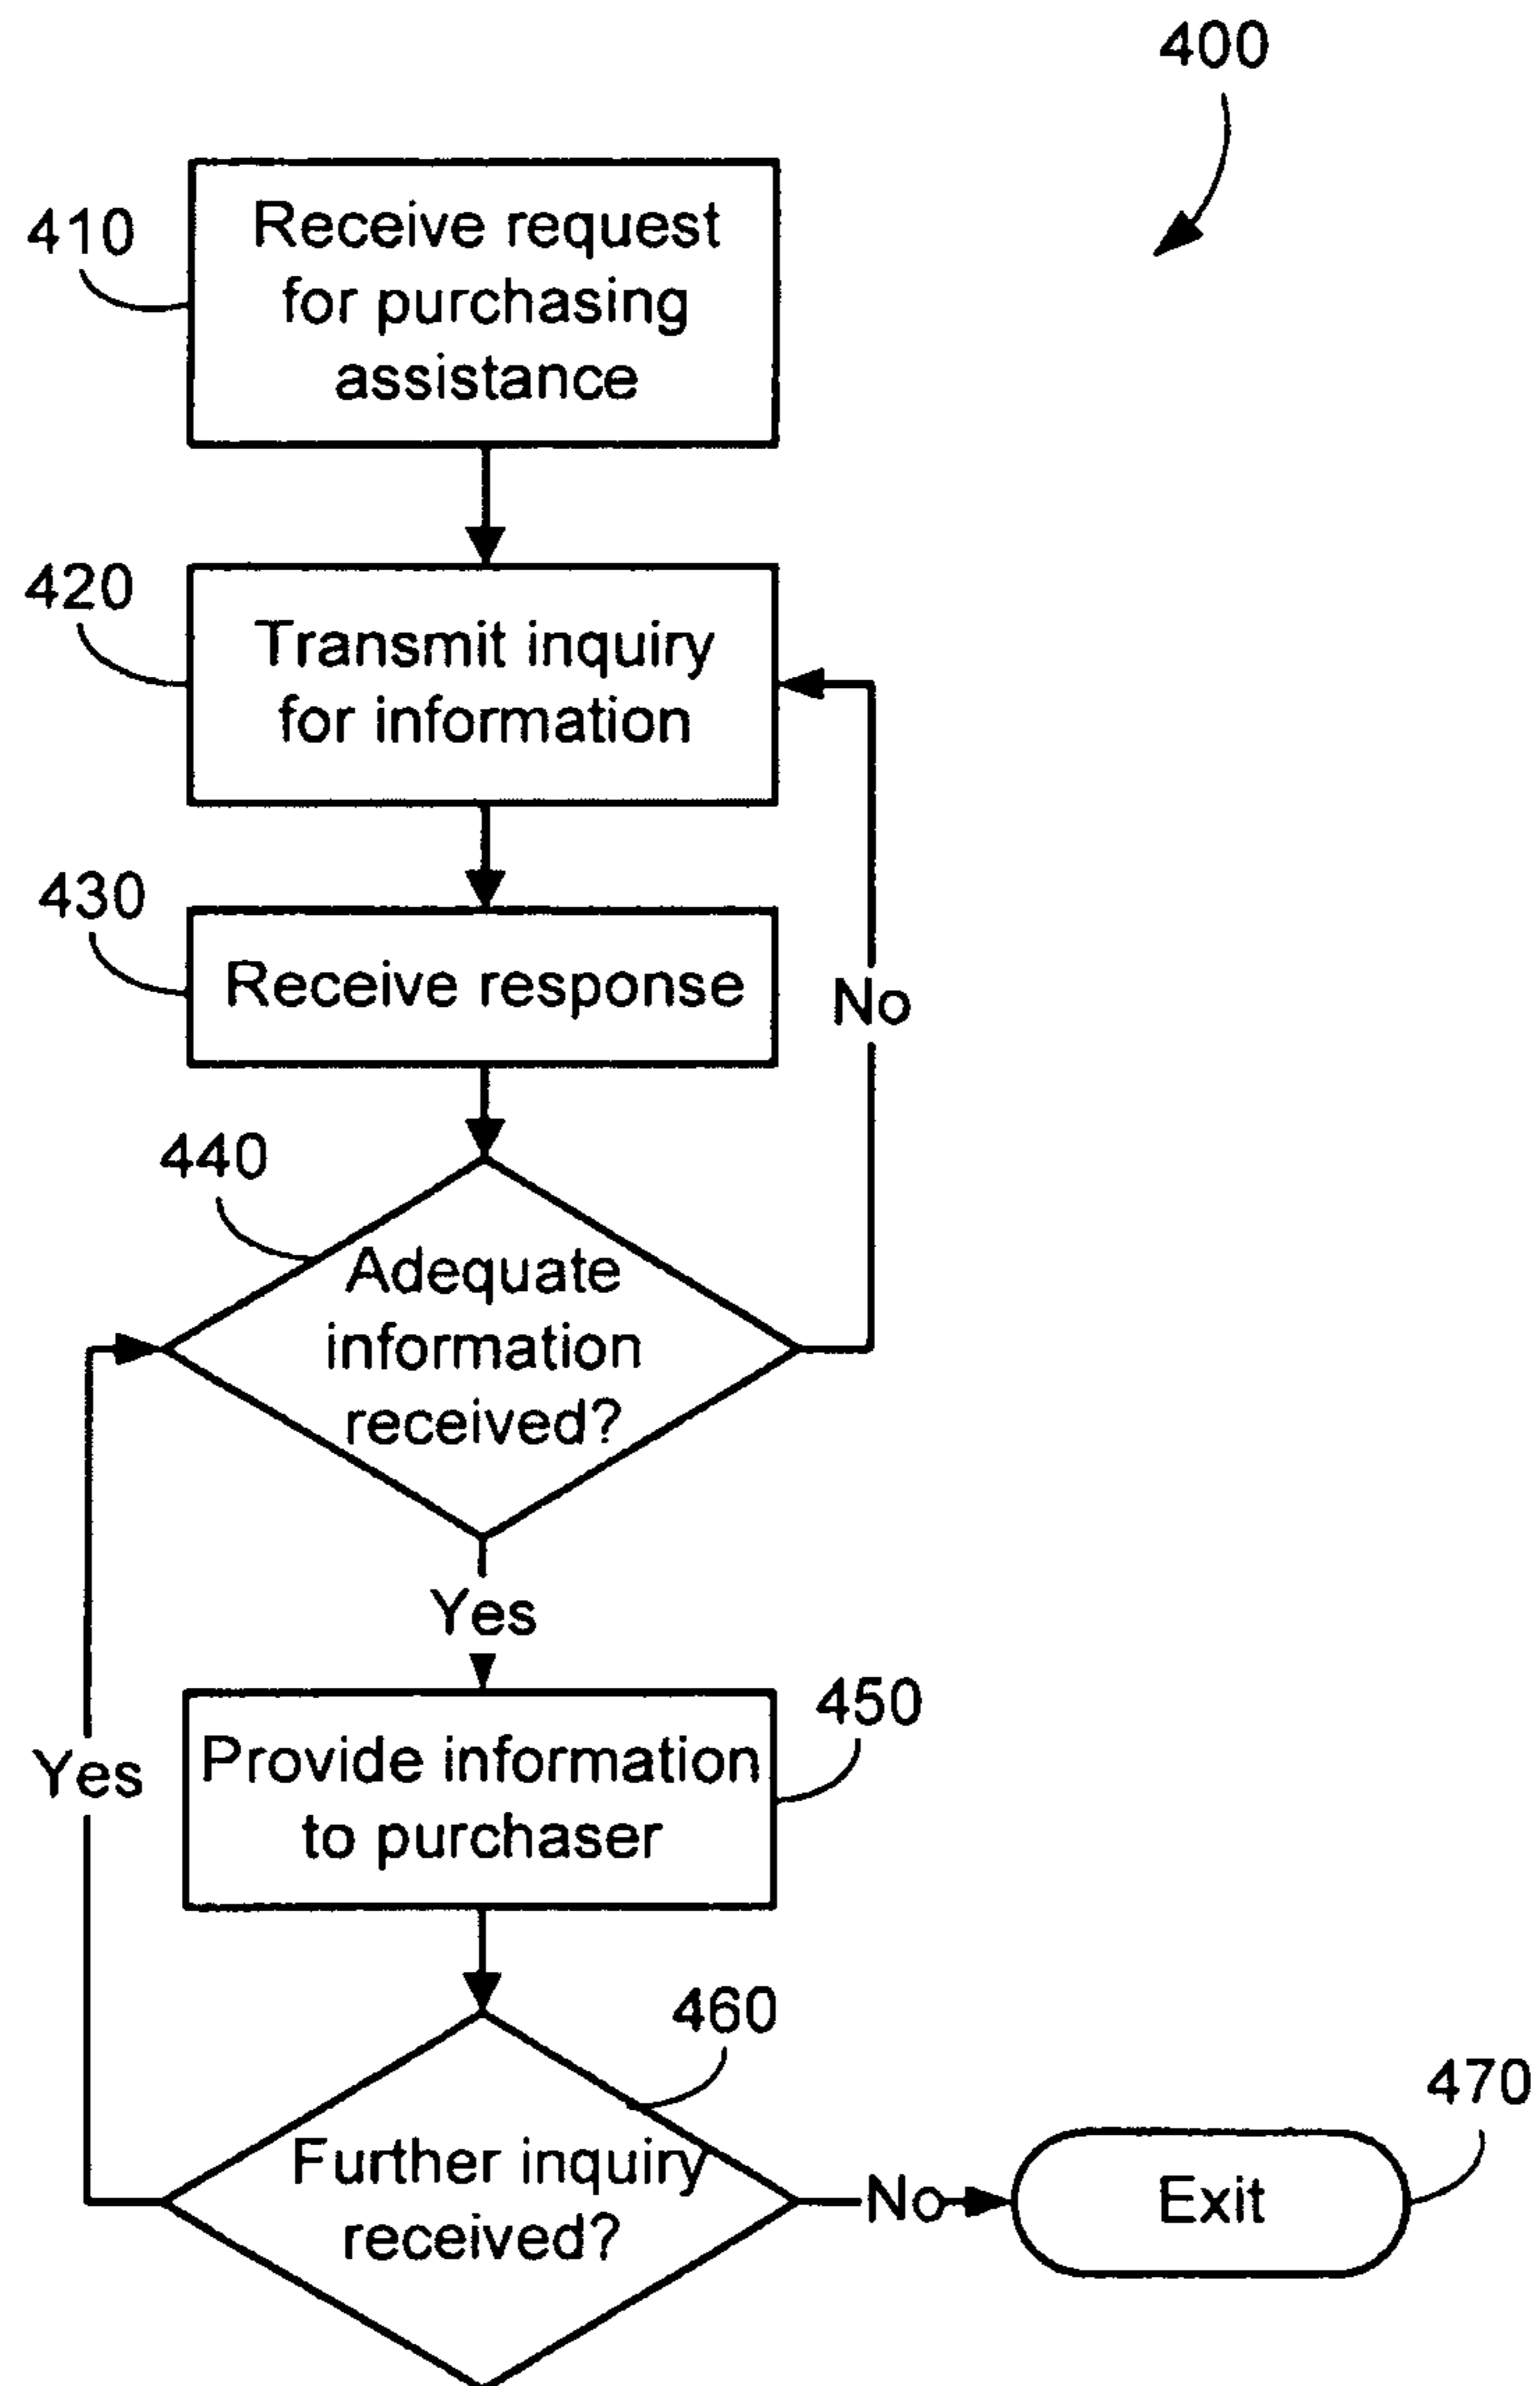 400
410
Receive request
for purchasing
assistance
420
Transmit inquiry
for information
430
Receive response
No
440
Adequate
information
received?
Yes
450
Provide information
to purchaser
Yes
460
Further inquiry
received?
No
470
Exit